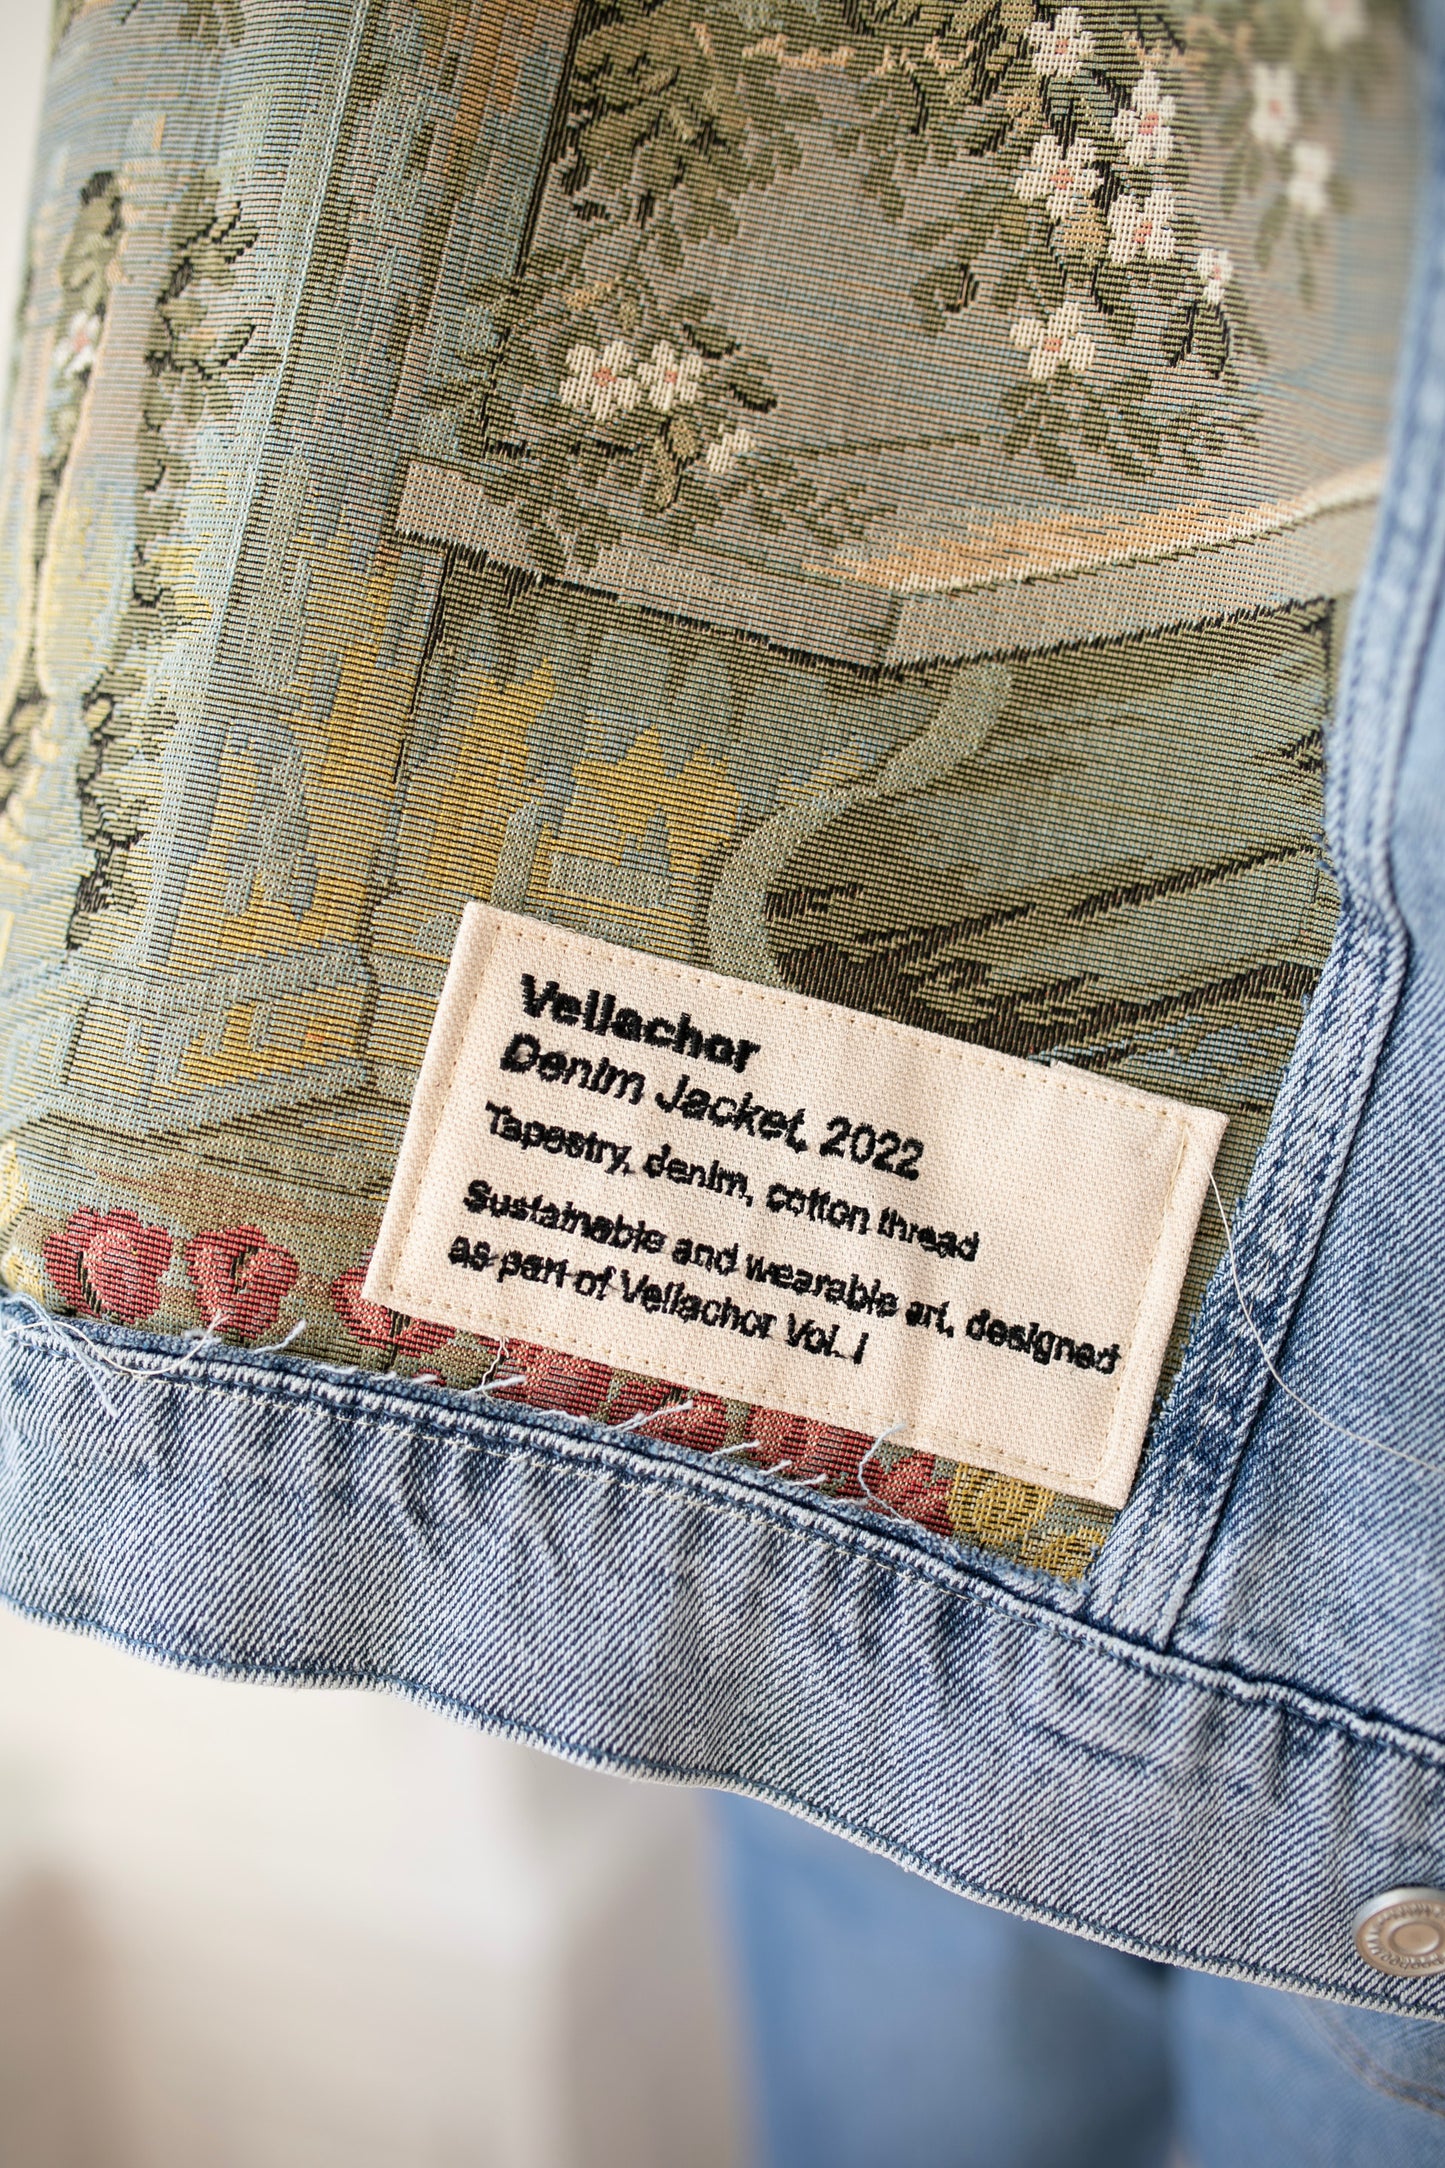 Vellachor
Denim Jacket, 2022
Tapestry, denim, cotton thread
Sustainable and wearable art, designed
as part of Vellachor Vol. I